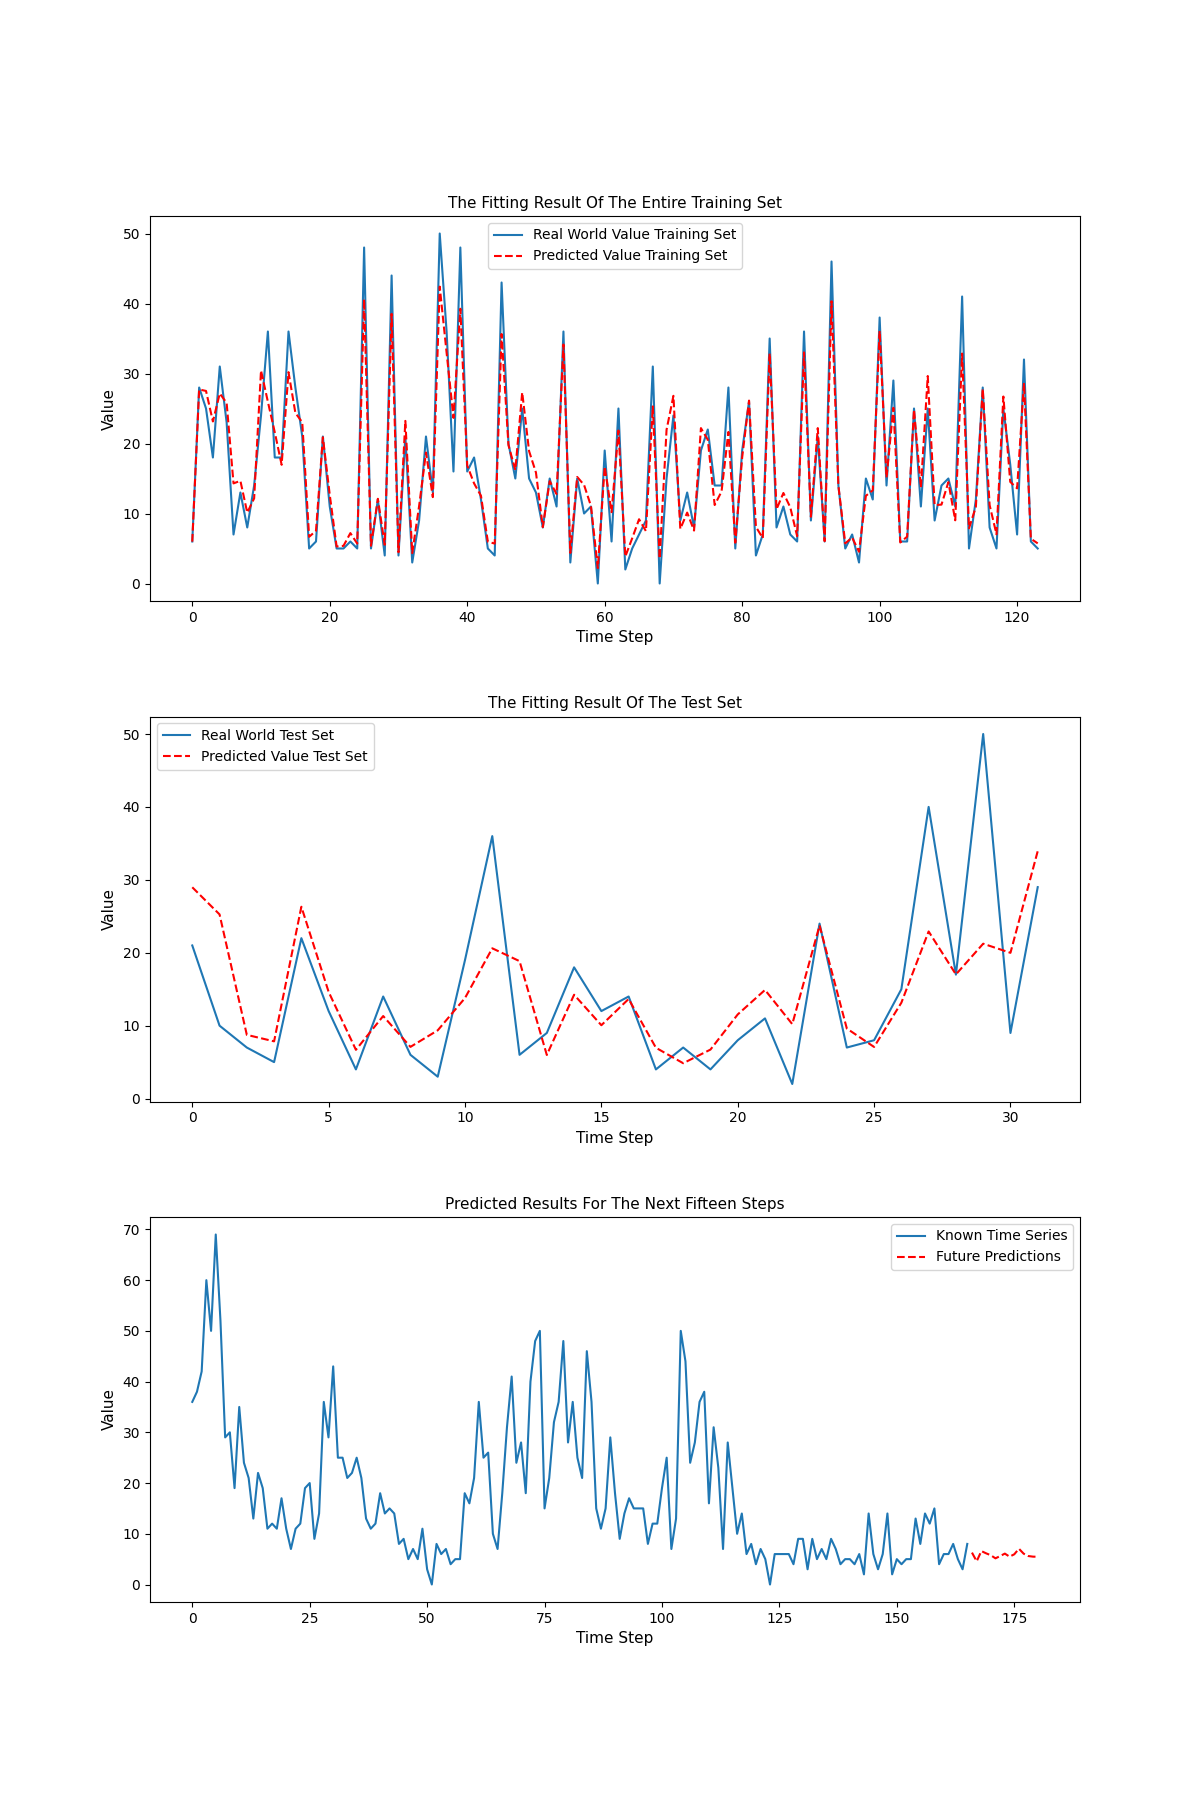 The Fitting Result Of The Entire Training Set
Real World Value Training Set
Predicted Value Training Set
Value
50
40
30
20
10
0
0 20 40 60 80 100 120
Time Step
The Fitting Result Of The Test Set
Real World Test Set
Predicted Value Test Set
Value
50
40
30
20
10
0
0 5 10 15 20 25 30
Time Step
Predicted Results For The Next Fifteen Steps
Known Time Series
Future Predictions
Value
70
60
50
40
30
20
10
0
0 25 50 75 100 125 150 175
Time Step